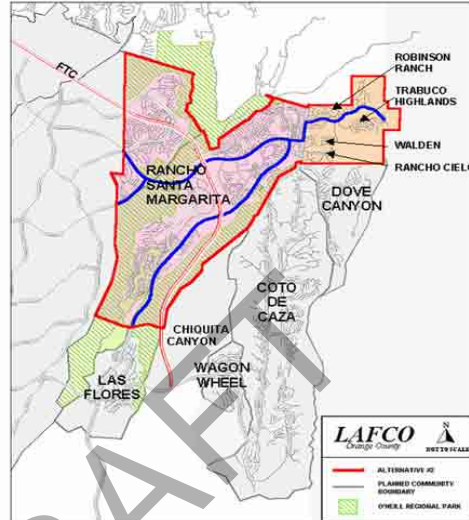 FTC
ROBINSON
RANCH
TRABUCO
HIGHLANDS
WALDEN
RANCHO CIELO
RANCHO
SANTA
MARGARITA
DOVE
CANYON
COTO
DE
CAZA
CHIQUITA
CANYON
WAGON
WHEEL
LAS
FLORES
DRAFT
LAFCO
Orange County
N
NOT TO SCALE
ALTERNATIVE #2
PLANNED COMMUNITY
BOUNDARY
O'NEILL REGIONAL PARK